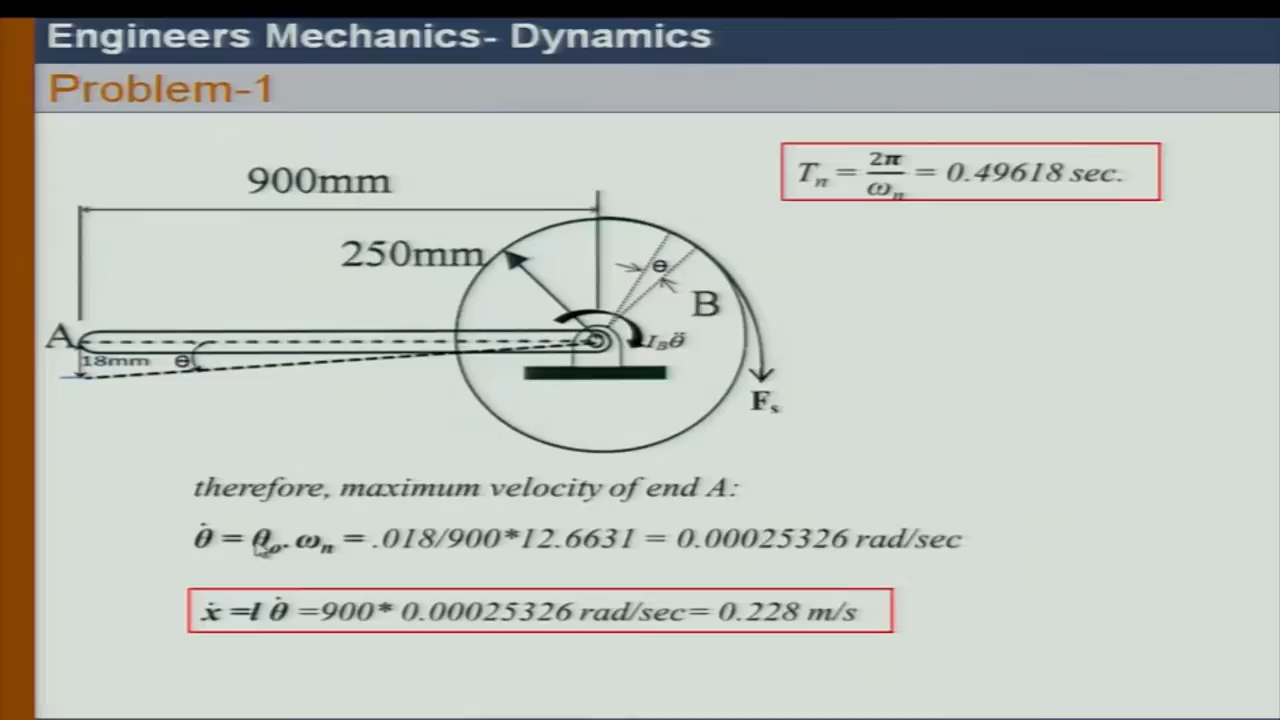 Engineers Mechanics- Dynamics
Problem-1
Tₙ = 2π/ωₙ = 0.49618 sec.
900mm
250mm
ɵ
B
A
I_Bθ̈
18mm
ɵ
Fₛ
therefore, maximum velocity of end A:
θ̇ = θₒ. ωₙ = .018/900*12.6631 = 0.00025326 rad/sec
ẋ =l θ̇ =900* 0.00025326 rad/sec= 0.228 m/s